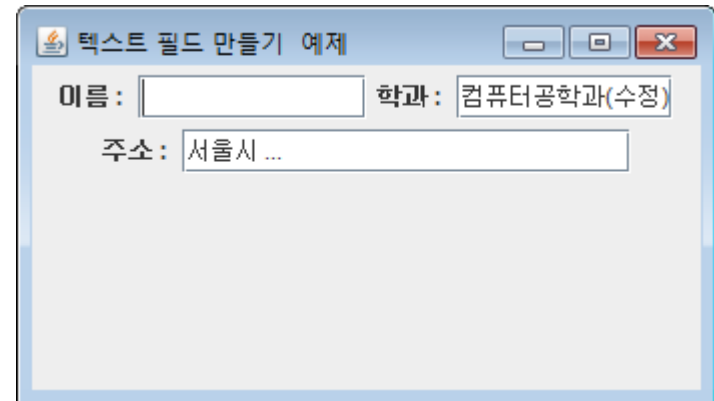 텍스트 필드 만들기 예제
이름 : 학과 : 컴퓨터공학과(수정)
주소 : 서울시 ...